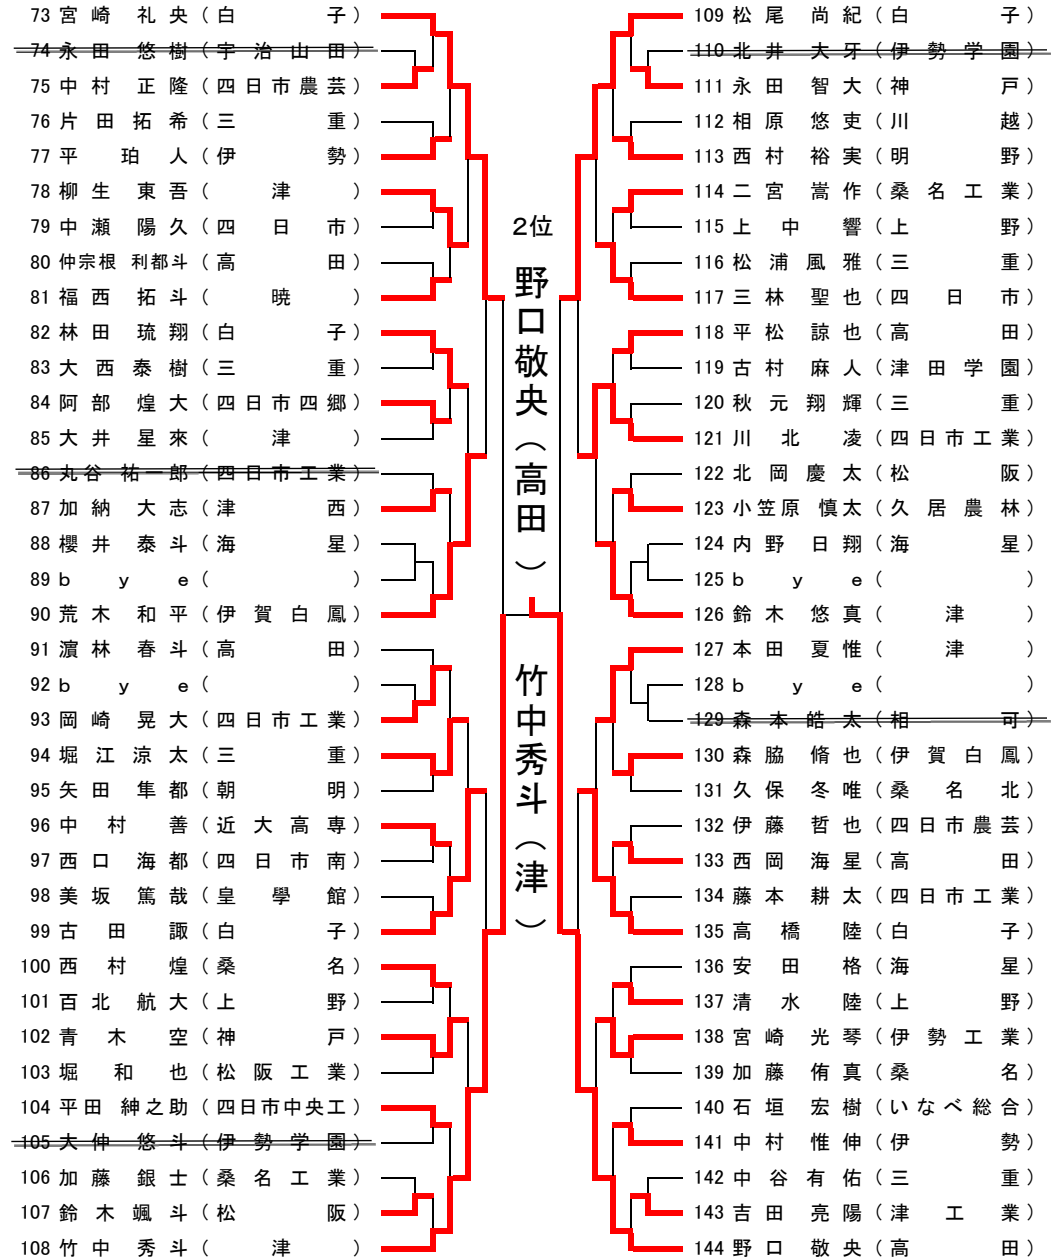 73 宮崎 礼央 (白子)
74 永田 悠樹 (宇治山田)
75 中村 正隆 (四日市農芸)
76 片田 拓希 (三重)
77 平 珀人 (伊勢)
78 柳生 東吾 (津)
79 中瀬 陽久 (四日市)
80 仲宗根 利都斗 (高田)
81 福西 拓斗 (暁)
82 林田 琉翔 (白子)
83 大西 泰樹 (三重)
84 阿部 煌大 (四日市四郷)
85 大井 星來 (津)
86 丸谷 祐一郎 (四日市工業)
87 加納 大志 (津西)
88 櫻井 泰斗 (海星)
89 bye ( )
90 荒木 和平 (伊賀白鳳)
91 濵林 春斗 (高田)
92 bye ( )
93 岡崎 晃大 (四日市工業)
94 堀江 涼太 (三重)
95 矢田 隼都 (朝明)
96 中村 善 (近大高専)
97 西口 海都 (四日市南)
98 美坂 篤哉 (皇學館)
99 古田 諏 (白子)
100 西村 煌 (桑名)
101 百北 航大 (上野)
102 青木 空 (神戸)
103 堀 和也 (松阪工業)
104 平田 紳之助 (四日市中央工)
105 大仲 悠斗 (伊勢学園)
106 加藤 銀士 (桑名工業)
107 鈴木 颯斗 (松阪)
108 竹中 秀斗 (津)
2位
野口敬央(高田)
竹中秀斗(津)
109 松尾 尚紀 (白子)
110 北井 大牙 (伊勢学園)
111 永田 智大 (神戸)
112 相原 悠吏 (川越)
113 西村 裕実 (明野)
114 二宮 嵩作 (桑名工業)
115 上中 響 (上野)
116 松浦 風雅 (三重)
117 三林 聖也 (四日市)
118 平松 諒也 (高田)
119 古村 麻人 (津田学園)
120 秋元 翔輝 (三重)
121 川北 凌 (四日市工業)
122 北岡 慶太 (松阪)
123 小笠原 慎太 (久居農林)
124 内野 日翔 (海星)
125 bye ( )
126 鈴木 悠真 (津)
127 本田 夏惟 (津)
128 bye ( )
129 森本 皓太 (相可)
130 森脇 脩也 (伊賀白鳳)
131 久保 冬唯 (桑名北)
132 伊藤 哲也 (四日市農芸)
133 西岡 海星 (高田)
134 藤本 耕太 (四日市工業)
135 高橋 陸 (白子)
136 安田 格 (海星)
137 清水 陸 (上野)
138 宮崎 光琴 (伊勢工業)
139 加藤 侑真 (桑名)
140 石垣 宏樹 (いなべ総合)
141 中村 惟伸 (伊勢)
142 中谷 有佑 (三重)
143 吉田 亮陽 (津工業)
144 野口 敬央 (高田)